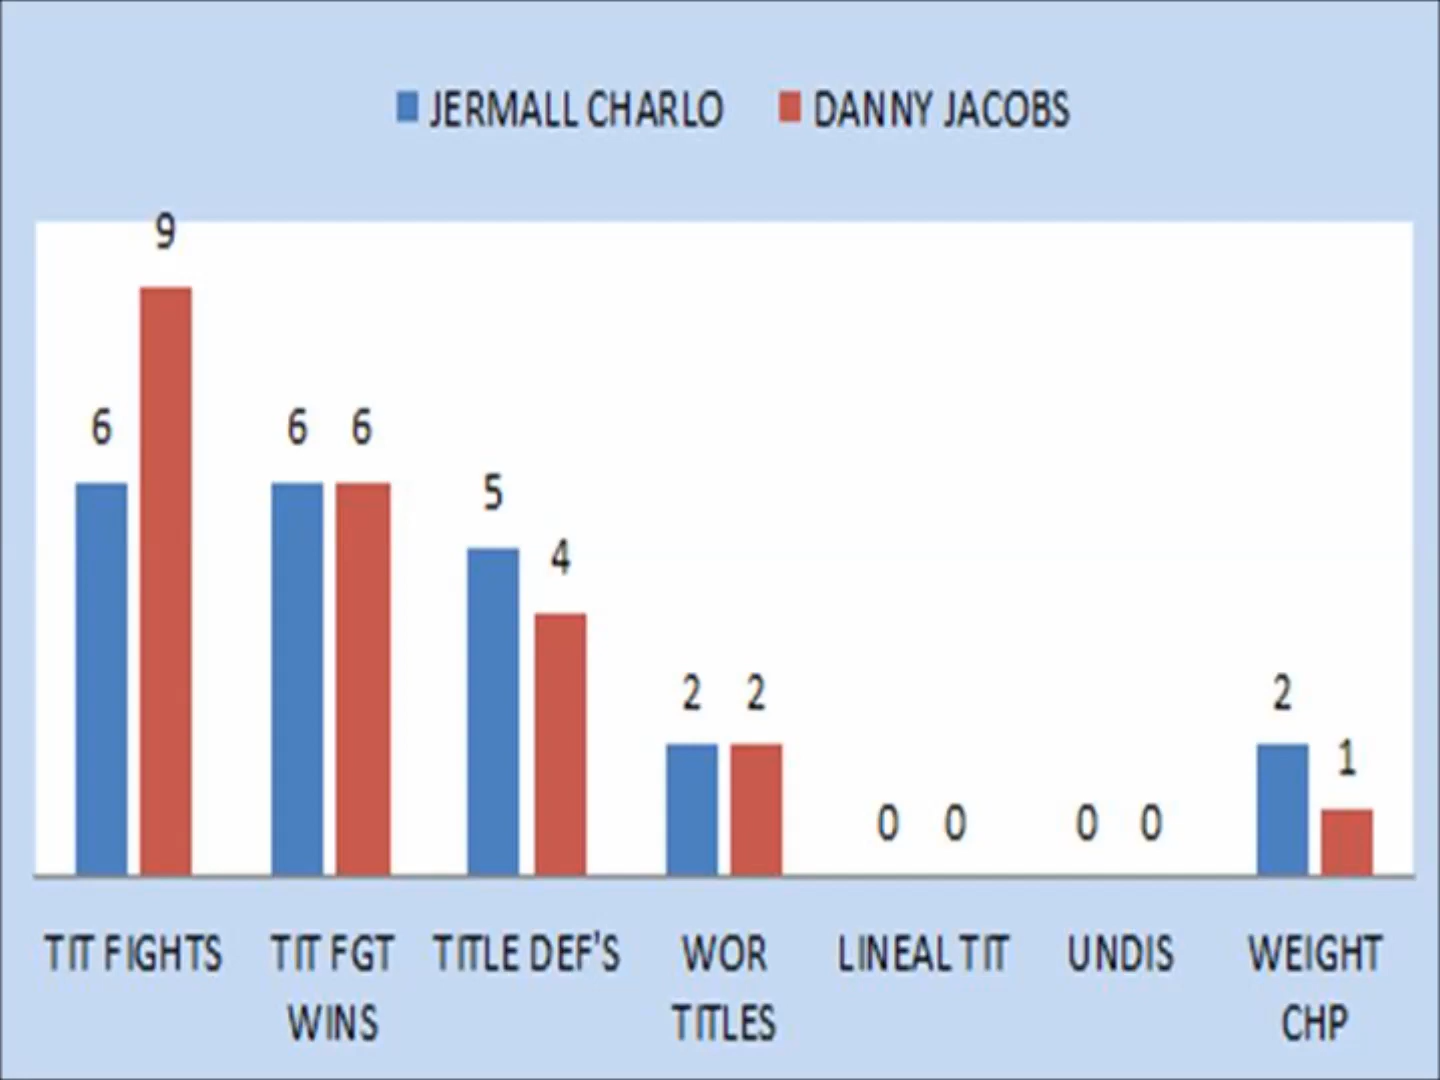 JERMALL CHARLO DANNY JACOBS
9
6
6 6
5
4
2 2
0 0
0 0
2
1
TIT FIGHTS
TIT FGT
WINS
TITLE DEF'S
WOR
TITLES
LINEAL TIT
UNDIS
WEIGHT
CHP